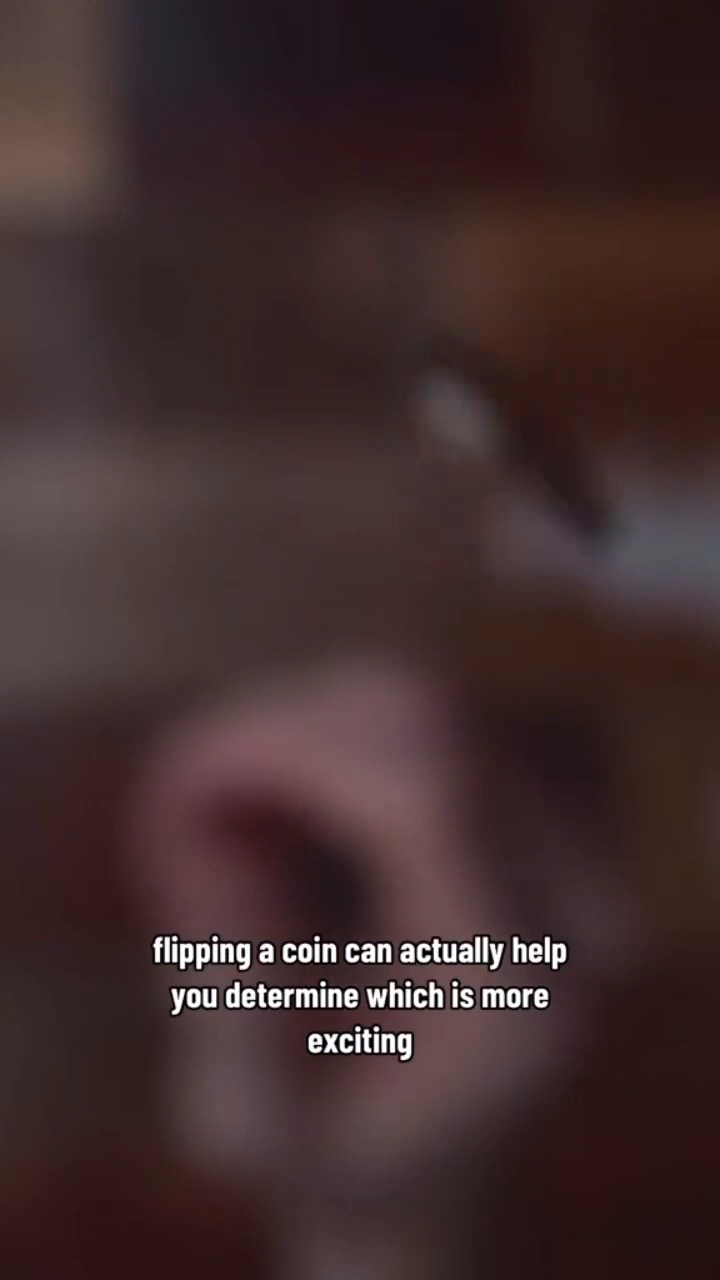 flipping a coin can actually help
you determine which is more
exciting